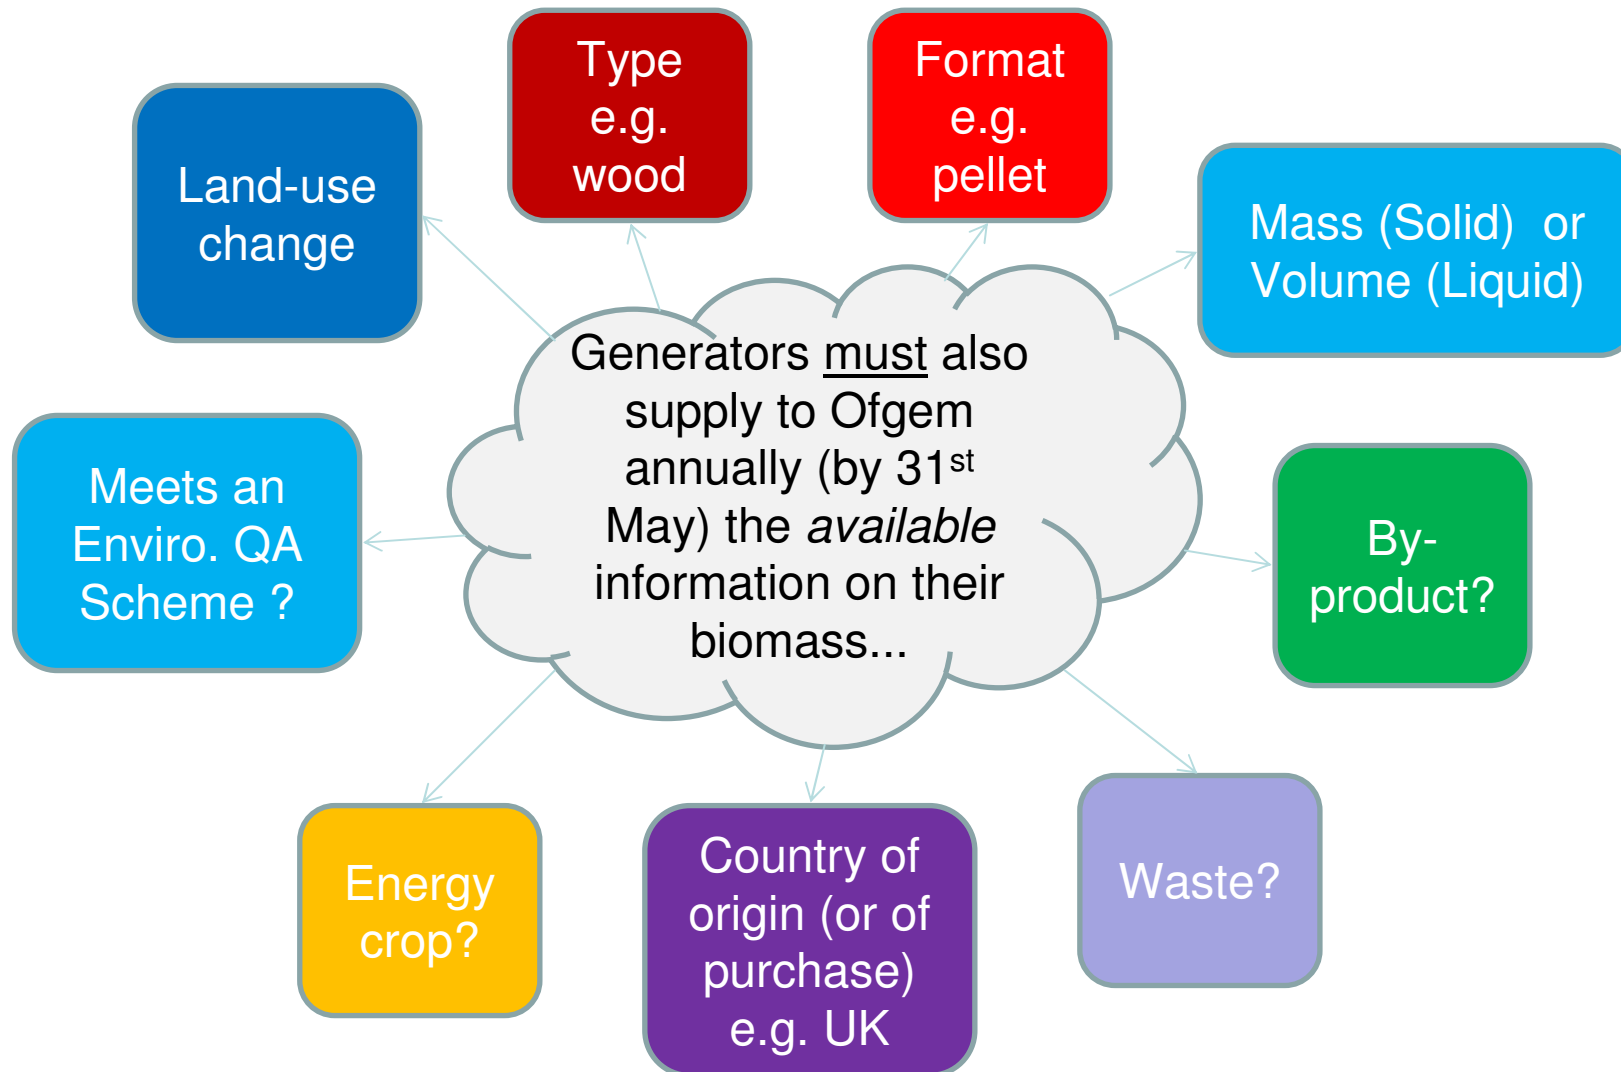 Type
e.g.
wood
Format
e.g.
pellet
Land-use
change
Mass (Solid)  or
Volume (Liquid)
Generators must also
supply to Ofgem
annually (by 31st
May) the available
information on their
biomass...
Meets an
Enviro. QA
Scheme ?
By-
product?
Energy
crop?
Country of
origin (or of
purchase)
e.g. UK
Waste?